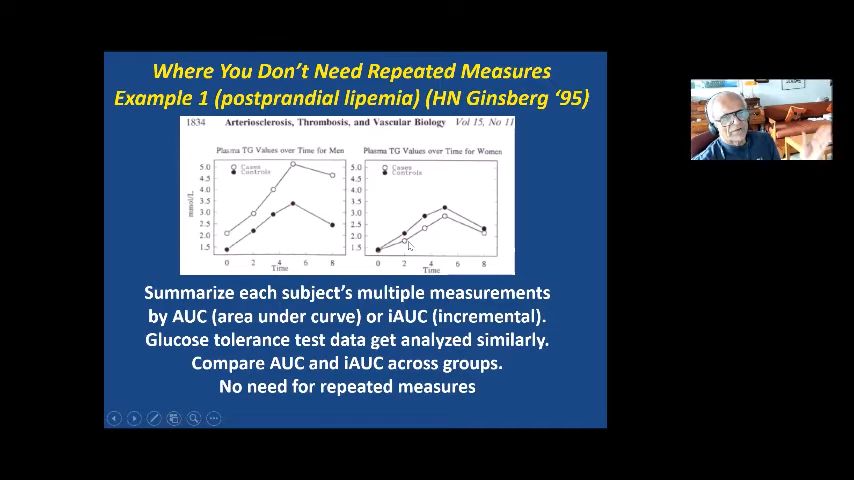 Where You Don't Need Repeated Measures
Example 1 (postprandial lipemia) (HN Ginsberg '95)
1834 Arteriosclerosis, Thrombosis, and Vascular Biology Vol 15, No 11
Plasma TG Values over Time for Men
Cases
Controls
mmol/L
5.0
4.5
4.0
3.5
3.0
2.5
2.0
1.5
0 2 4 6 8
Time
Plasma TG Values over Time for Women
Cases
Controls
5.0
4.5
4.0
3.5
3.0
2.5
2.0
1.5
0 2 4 6 8
Time
Summarize each subject's multiple measurements
by AUC (area under curve) or iAUC (incremental).
Glucose tolerance test data get analyzed similarly.
Compare AUC and iAUC across groups.
No need for repeated measures